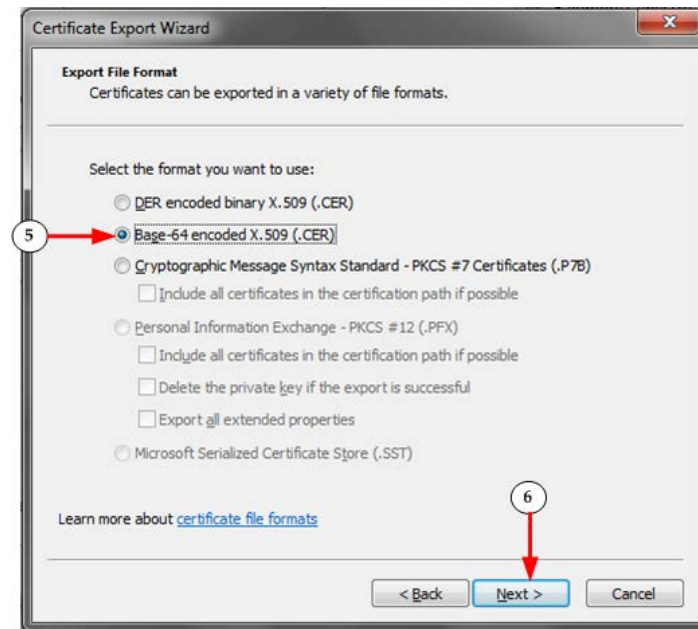 Certificate Export Wizard
Export File Format
Certificates can be exported in a variety of file formats.
Select the format you want to use:
DER encoded binary X.509 (.CER)
5
Base-64 encoded X.509 (.CER)
Cryptographic Message Syntax Standard - PKCS #7 Certificates (.P7B)
Include all certificates in the certification path if possible
Personal Information Exchange - PKCS #12 (.PFX)
Include all certificates in the certification path if possible
Delete the private key if the export is successful
Export all extended properties
Microsoft Serialized Certificate Store (.SST)
6
Learn more about certificate file formats
< Back Next > Cancel